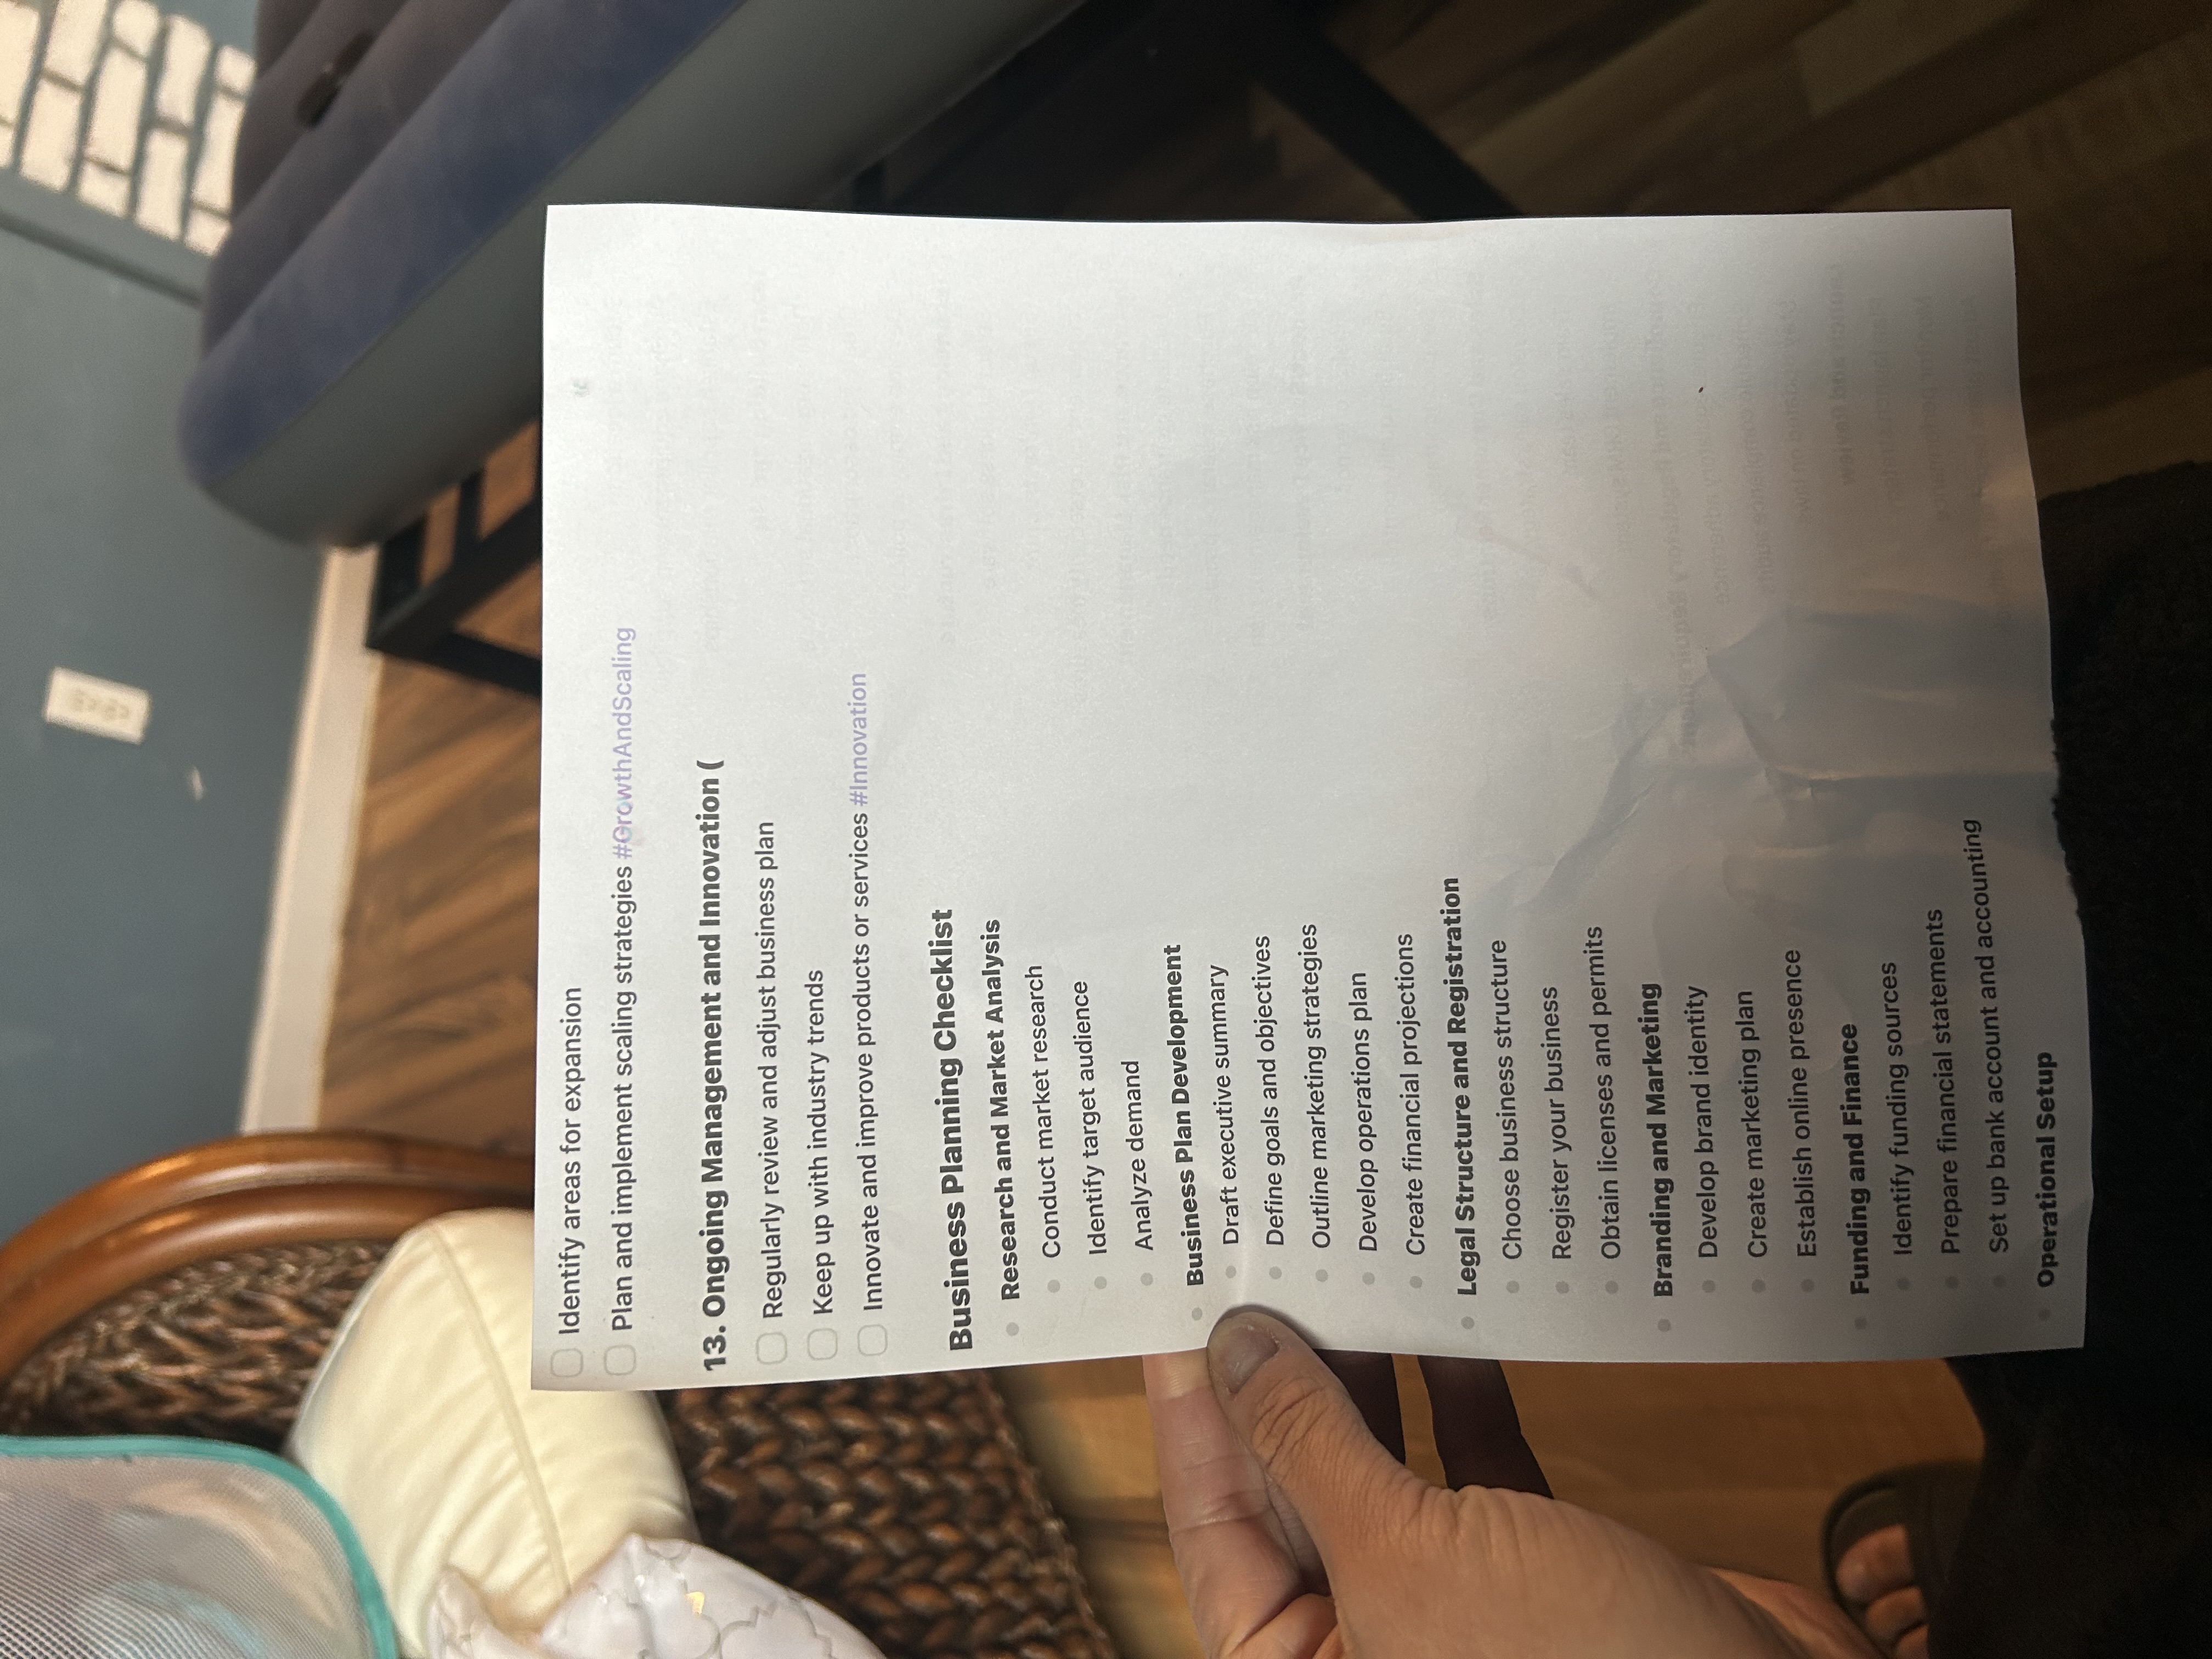 Identify areas for expansion
Plan and implement scaling strategies #GrowthAndScaling
13. Ongoing Management and Innovation (
Regularly review and adjust business plan
Keep up with industry trends
Innovate and improve products or services #Innovation
Business Planning Checklist
Research and Market Analysis
Conduct market research
Identify target audience
Analyze demand
Business Plan Development
Draft executive summary
Define goals and objectives
Outline marketing strategies
Develop operations plan
Create financial projections
Legal Structure and Registration
Choose business structure
Register your business
Obtain licenses and permits
Branding and Marketing
Develop brand identity
Create marketing plan
Establish online presence
Funding and Finance
Identify funding sources
Prepare financial statements
Set up bank account and accounting
Operational Setup